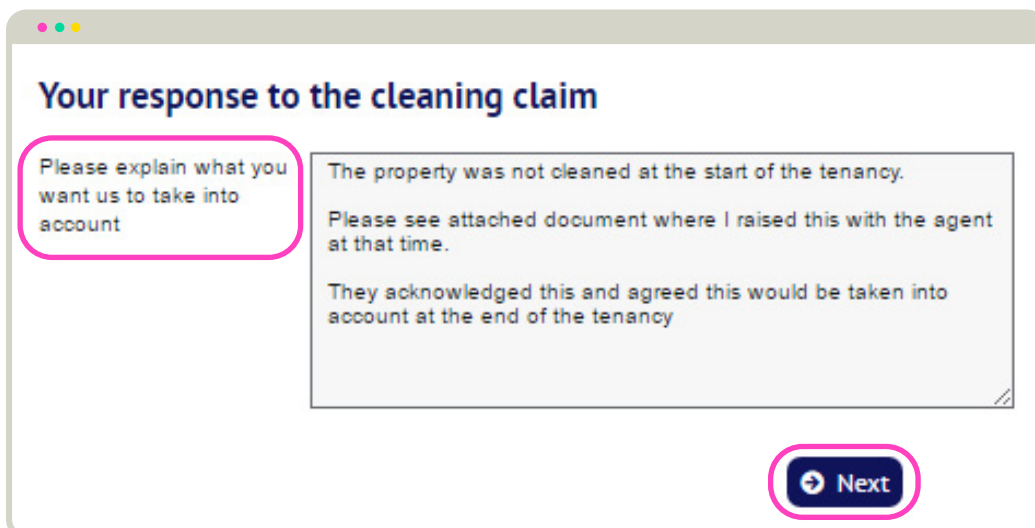 Your response to the cleaning claim
Please explain what you
want us to take into
account
The property was not cleaned at the start of the tenancy.
Please see attached document where I raised this with the agent
at that time.
They acknowledged this and agreed this would be taken into
account at the end of the tenancy
Next